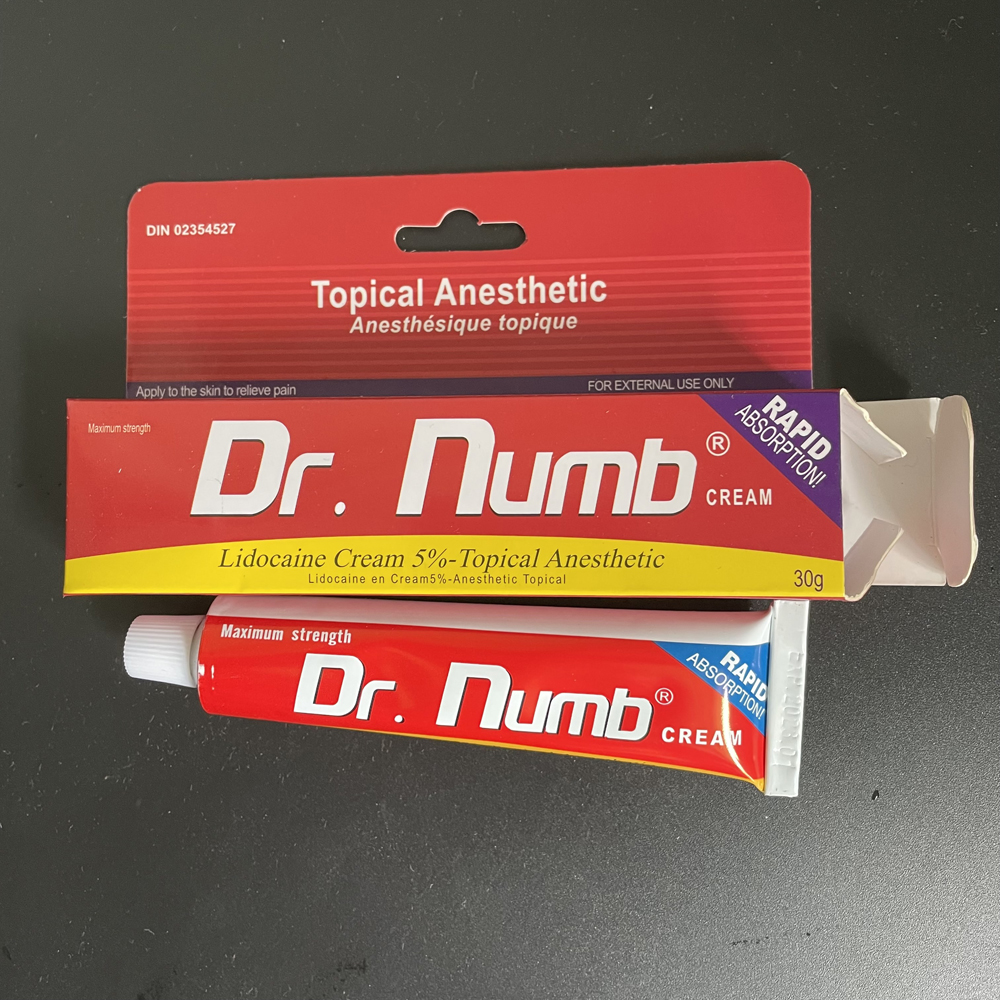 DIN 02354527
Topical Anesthetic
Anesthésique topique
Apply to the skin to relieve pain
FOR EXTERNAL USE ONLY
Maximum strength
Dr. Numb®
CREAM
RAPID
ABSORPTION!
Lidocaine Cream 5%-Topical Anesthetic
Lidocaine en Cream5%-Anesthetic Topical
30g
Maximum strength
Dr. Numb®
CREAM
RAPID
ABSORPTION!